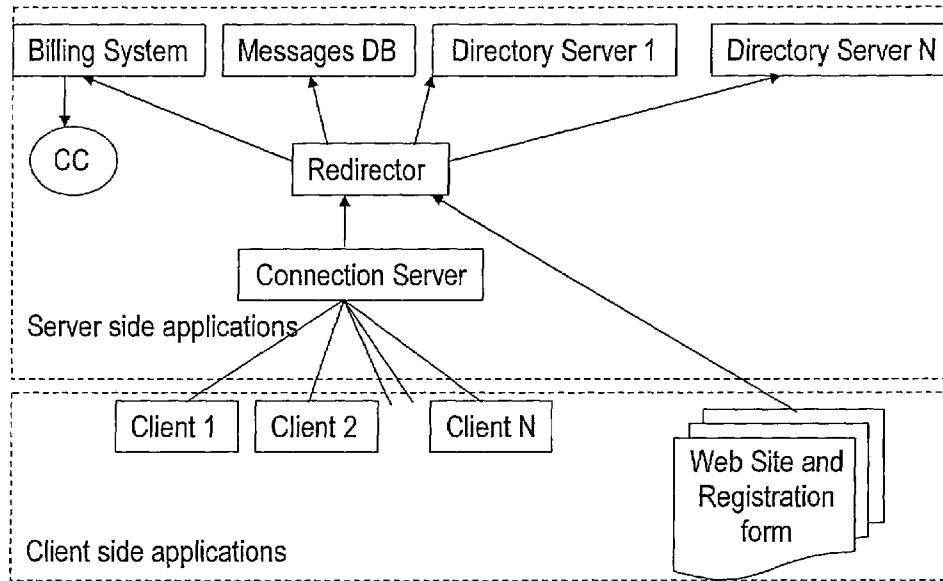 Billing System
Messages DB
Directory Server 1
Directory Server N
CC
Redirector
Connection Server
Server side applications
Client 1
Client 2
Client N
Web Site and
Registration
form
Client side applications